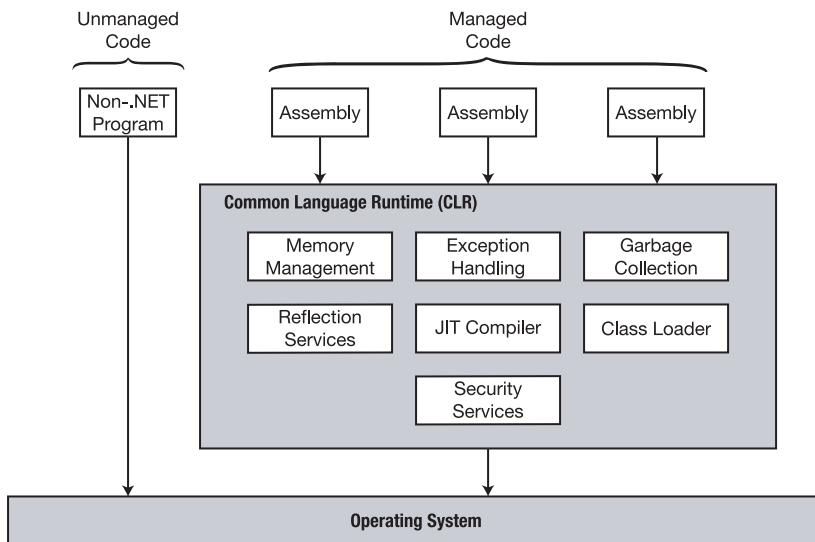 Unmanaged
Code
Managed
Code
Non-.NET
Program
Assembly
Assembly
Assembly
Common Language Runtime (CLR)
Memory
Management
Exception
Handling
Garbage
Collection
Reflection
Services
JIT Compiler
Class Loader
Security
Services
Operating System